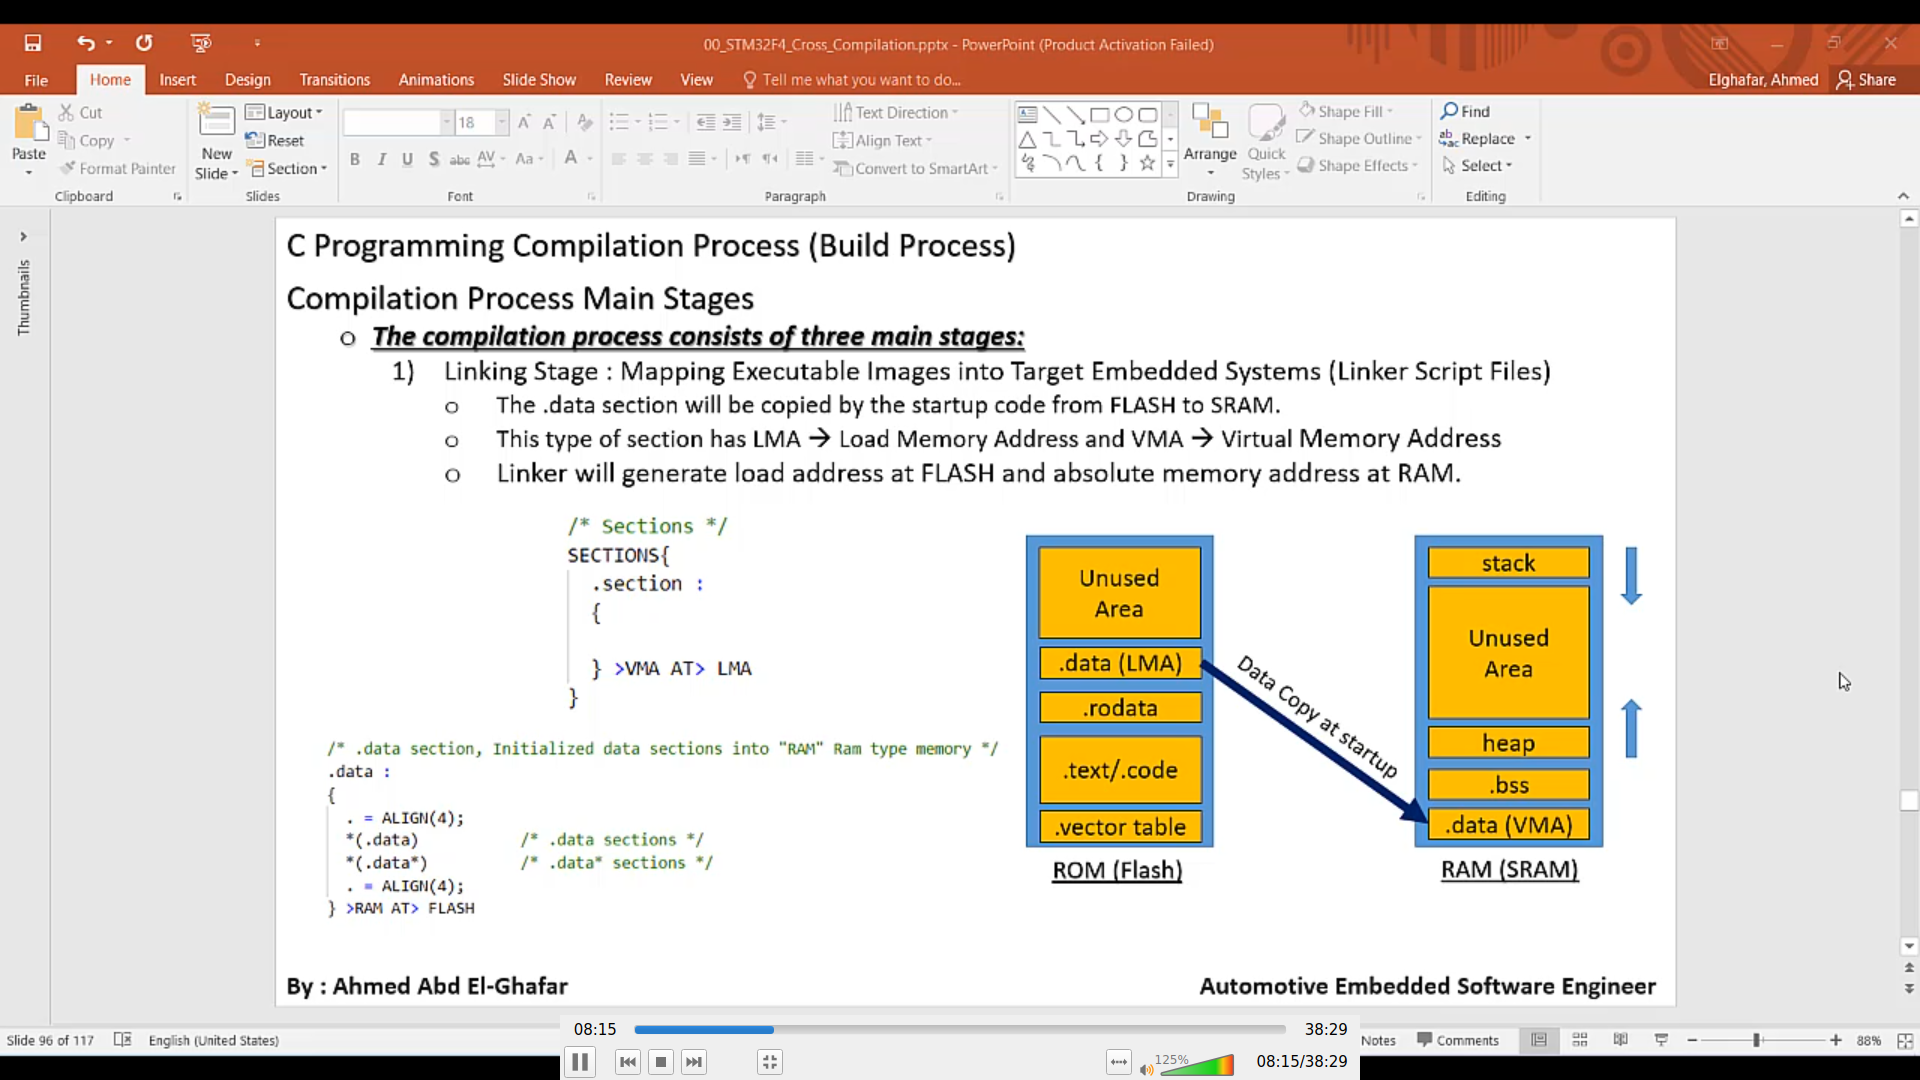 00_STM32F4_Cross_Compilation.pptx - PowerPoint (Product Activation Failed)
File Home Insert Design Transitions Animations Slide Show Review View Tell me what you want to do... Elghafar, Ahmed Share
Paste
Cut
Copy
Format Painter
Clipboard
New Slide
Layout
Reset
Section
Slides
18
B I U S abc AV Aa A
Font
Text Direction
Align Text
Convert to SmartArt
Paragraph
Arrange
Quick Styles
Shape Fill
Shape Outline
Shape Effects
Drawing
Find
Replace
Select
Editing
Thumbnails
C Programming Compilation Process (Build Process)
Compilation Process Main Stages
o The compilation process consists of three main stages:
1) Linking Stage : Mapping Executable Images into Target Embedded Systems (Linker Script Files)
o The .data section will be copied by the startup code from FLASH to SRAM.
o This type of section has LMA → Load Memory Address and VMA → Virtual Memory Address
o Linker will generate load address at FLASH and absolute memory address at RAM.
/* Sections */
SECTIONS{
.section :
{
} >VMA AT> LMA
}
/* .data section, Initialized data sections into "RAM" Ram type memory */
.data :
{
. = ALIGN(4);
*(.data) /* .data sections */
*(.data*) /* .data* sections */
. = ALIGN(4);
} >RAM AT> FLASH
Unused
Area
.data (LMA)
.rodata
.text/.code
.vector table
ROM (Flash)
Data Copy at startup
stack
Unused
Area
heap
.bss
.data (VMA)
RAM (SRAM)
By : Ahmed Abd El-Ghafar
Automotive Embedded Software Engineer
Slide 96 of 117 English (United States)
Notes Comments 88%
08:15 38:29
125% 08:15/38:29